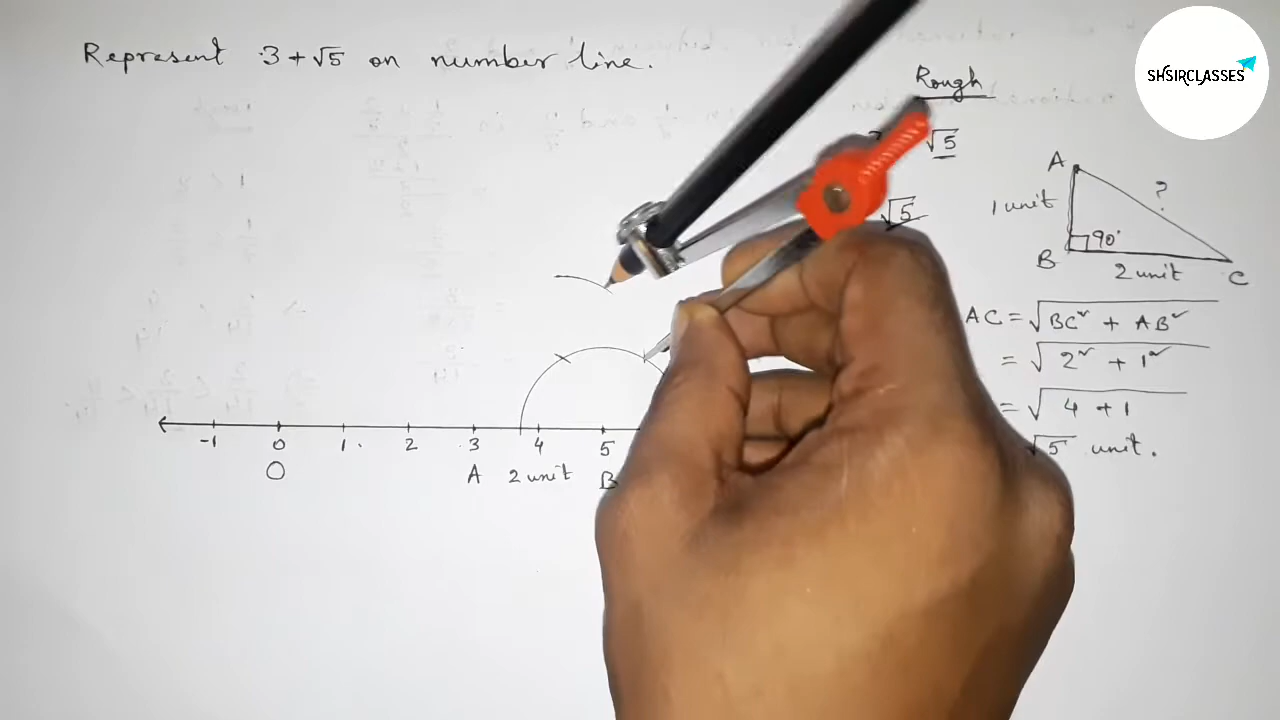 Represent 3+√5 on number line.
SHSIRCLASSES
Rough
√5
√5
A
1 unit
?
90°
B
2 unit
C
AC = √BC² + AB²
= √2² + 1²
= √4 + 1
√5 unit.
-1 0 1 2 3 4 5
O A 2 unit B